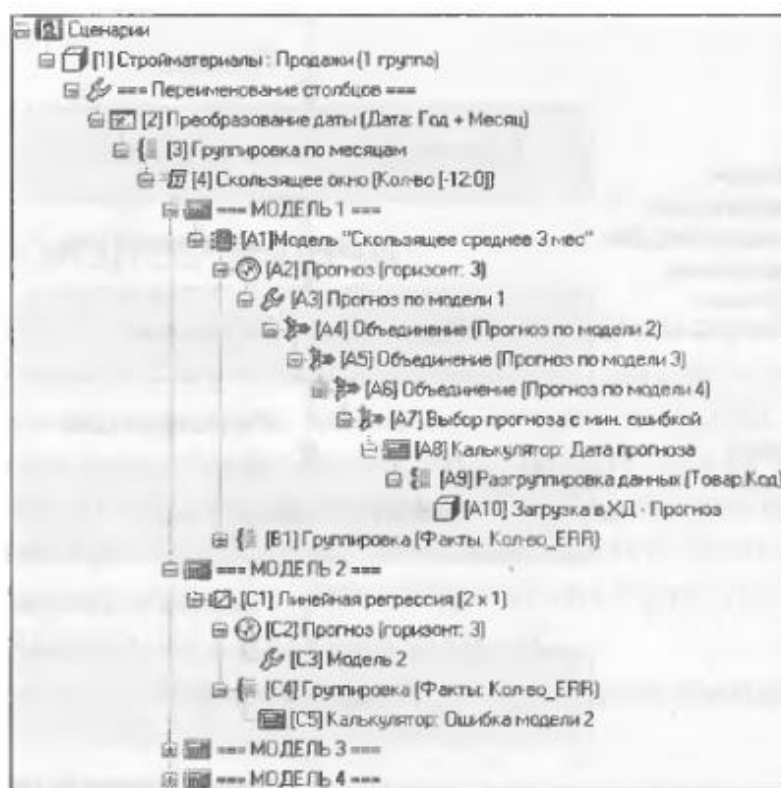 Сценарии
[1] Стройматериалы : Продажи (1 группа)
=== Переименование столбцов ===
[2] Преобразование даты (Дата: Год + Месяц)
[3] Группировка по месяцам
[4] Скользящее окно (Кол-во [-12:0])
=== МОДЕЛЬ 1 ===
[A1]Модель "Скользящее среднее 3 мес"
[A2] Прогноз (горизонт: 3)
[A3] Прогноз по модели 1
[A4] Объединение (Прогноз по модели 2)
[A5] Объединение (Прогноз по модели 3)
[A6] Объединение (Прогноз по модели 4)
[A7] Выбор прогноза с мин. ошибкой
[A8] Калькулятор: Дата прогноза
[A9] Разгруппировка данных (Товар.Код)
[A10] Загрузка в ХД - Прогноз
[B1] Группировка (Факты: Кол-во_ERR)
=== МОДЕЛЬ 2 ===
[C1] Линейная регрессия (2 x 1)
[C2] Прогноз (горизонт: 3)
[C3] Модель 2
[C4] Группировка (Факты: Кол-во_ERR)
[C5] Калькулятор: Ошибка модели 2
=== МОДЕЛЬ 3 ===
=== МОДЕЛЬ 4 ===